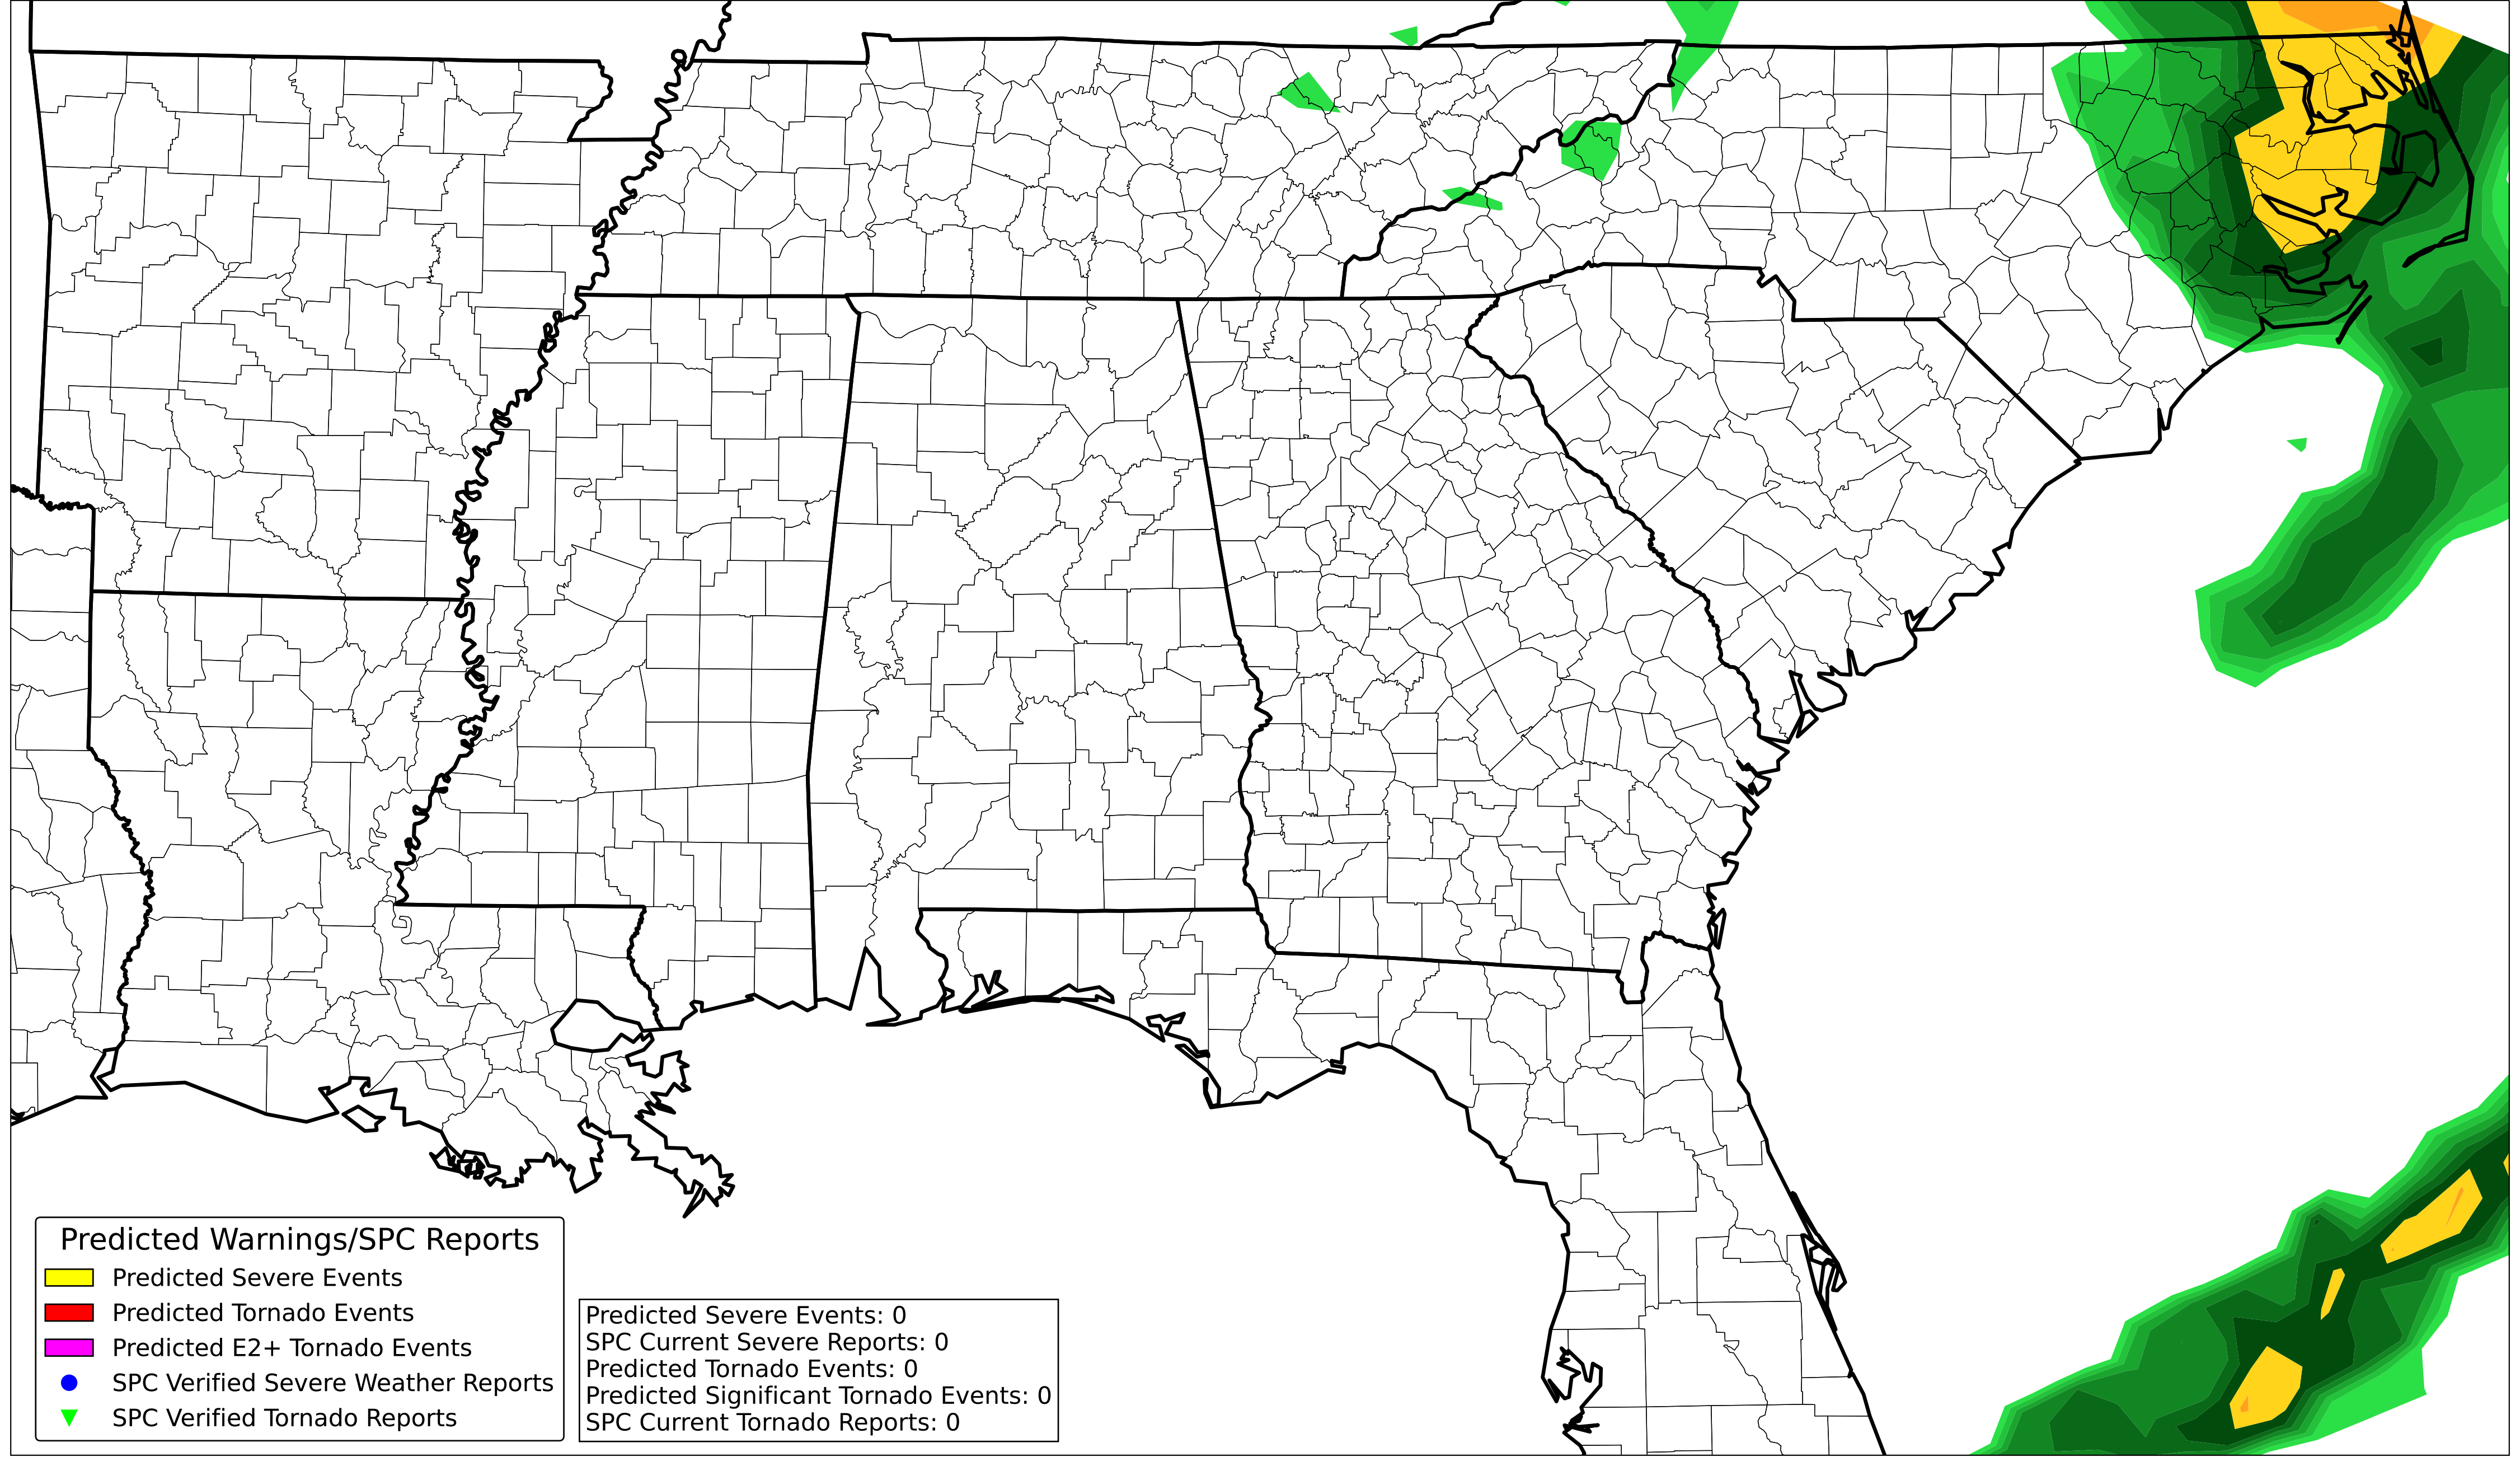 Predicted Warnings/SPC Reports
Predicted Severe Events
Predicted Tornado Events
Predicted E2+ Tornado Events
SPC Verified Severe Weather Reports
SPC Verified Tornado Reports
Predicted Severe Events: 0
SPC Current Severe Reports: 0
Predicted Tornado Events: 0
Predicted Significant Tornado Events: 0
SPC Current Tornado Reports: 0